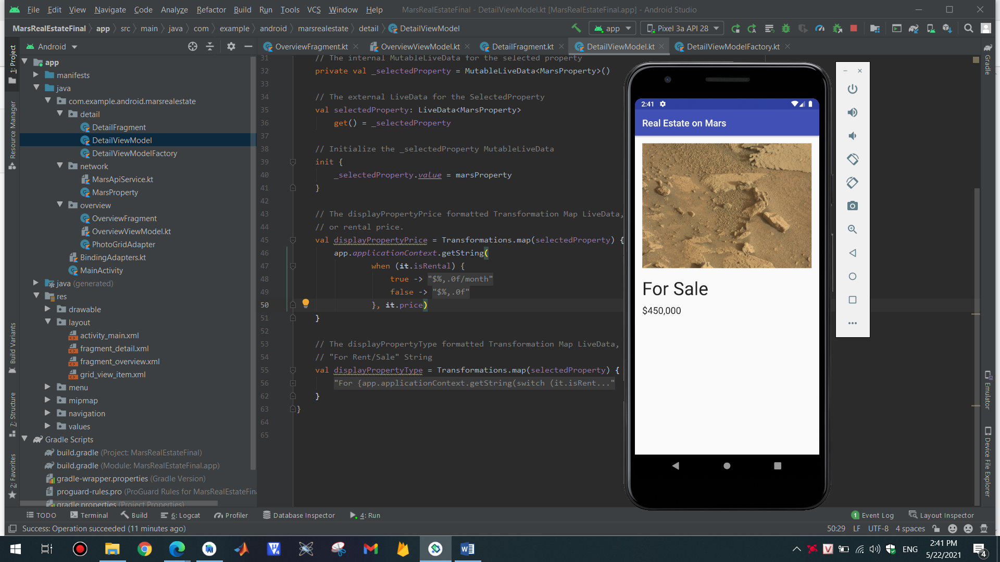 File Edit View Navigate Code Analyze Refactor Build Run Tools VCS Window Help MarsRealEstateFinal - DetailViewModel.kt [MarsRealEstateFinal.app] - Android Studio
MarsRealEstateFinal app src main java com example android marsrealestate detail DetailViewModel app Pixel 3a API 28
Android
OverviewFragment.kt OverviewViewModel.kt DetailFragment.kt DetailViewModel.kt DetailViewModelFactory.kt
1: Project
Resource Manager
Build Variants
7: Structure
2: Favorites
app
manifests
java
com.example.android.marsrealestate
detail
DetailFragment
DetailViewModel
DetailViewModelFactory
network
MarsApiService.kt
MarsProperty
overview
OverviewFragment
OverviewViewModel.kt
PhotoGridAdapter
BindingAdapters.kt
MainActivity
java (generated)
res
drawable
layout
activity_main.xml
fragment_detail.xml
fragment_overview.xml
grid_view_item.xml
menu
mipmap
navigation
values
Gradle Scripts
build.gradle (Project: MarsRealEstateFinal)
build.gradle (Module: MarsRealEstateFinal.app)
gradle-wrapper.properties (Gradle Version)
proguard-rules.pro (ProGuard Rules for MarsRealEstateFina
gradle.properties (Project Properties)
31 // The internal MutableLiveData for the selected property
32 private val _selectedProperty = MutableLiveData<MarsProperty>()
33
34 // The external LiveData for the SelectedProperty
35 val selectedProperty: LiveData<MarsProperty>
36 get() = _selectedProperty
37
38 // Initialize the _selectedProperty MutableLiveData
39 init {
40 _selectedProperty.value = marsProperty
41 }
42
43 // The displayPropertyPrice formatted Transformation Map LiveData,
44 // or rental price.
45 val displayPropertyPrice = Transformations.map(selectedProperty) {
46 app.applicationContext.getString(
47 when (it.isRental) {
48 true -> "$%,.0f/month"
49 false -> "$%,.0f"
50 }, it.price)
51 }
52
53 // The displayPropertyType formatted Transformation Map LiveData,
54 // "For Rent/Sale" String
55 val displayPropertyType = Transformations.map(selectedProperty) {
56 "For {app.applicationContext.getString(switch (it.isRent..."
62 }
63 }
64
65
2:41
Real Estate on Mars
For Sale
$450,000
Gradle
Emulator
Device File Explorer
TODO Terminal Build 6: Logcat Profiler Database Inspector 4: Run 1 Event Log Layout Inspector
Success: Operation succeeded (11 minutes ago) 50:29 LF UTF-8 4 spaces
ENG 2:41 PM
5/22/2021
4